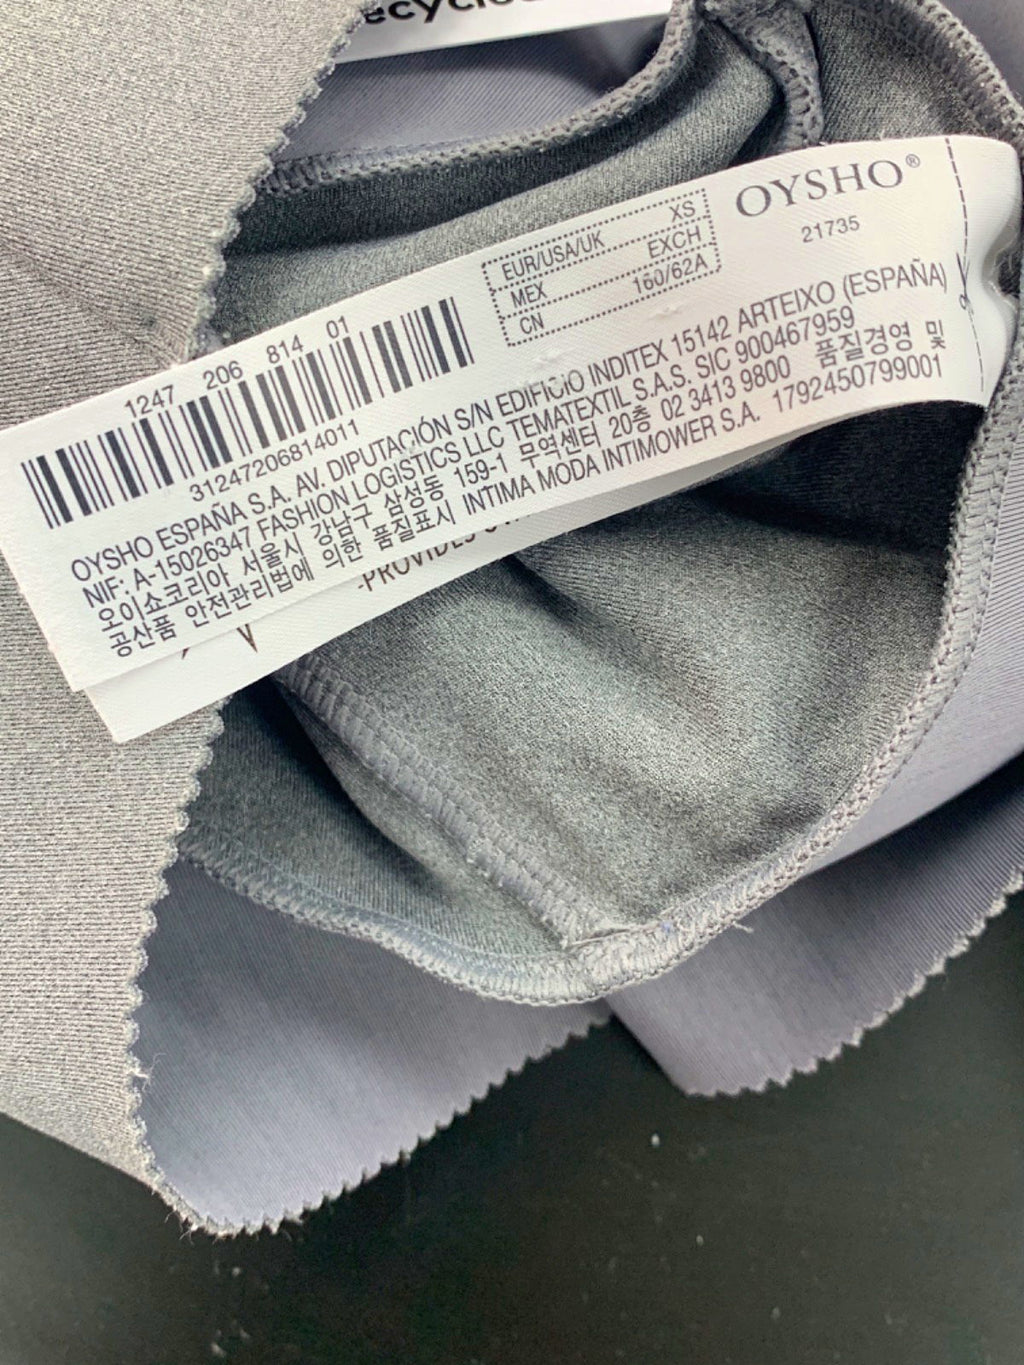 OYSHO®
21735
EUR/USA/UK XS
MEX EXCH
CN 160/62A
1247 206 814 01
31247206814011
OYSHO ESPAÑA S.A. AV. DIPUTACIÓN S/N EDIFICIO INDITEX 15142 ARTEIXO (ESPAÑA)
NIF: A-15026347 FASHION LOGISTICS LLC TEMATEXTIL S.A.S. SIC 900467959
오이쇼코리아 서울시 강남구 삼성동 159-1 무역센터 20층 02 3413 9800 품질경영 및
공산품 안전관리법에 의한 품질표시 INTIMA MODA INTIMOWER S.A. 1792450799001
-PROVIDES